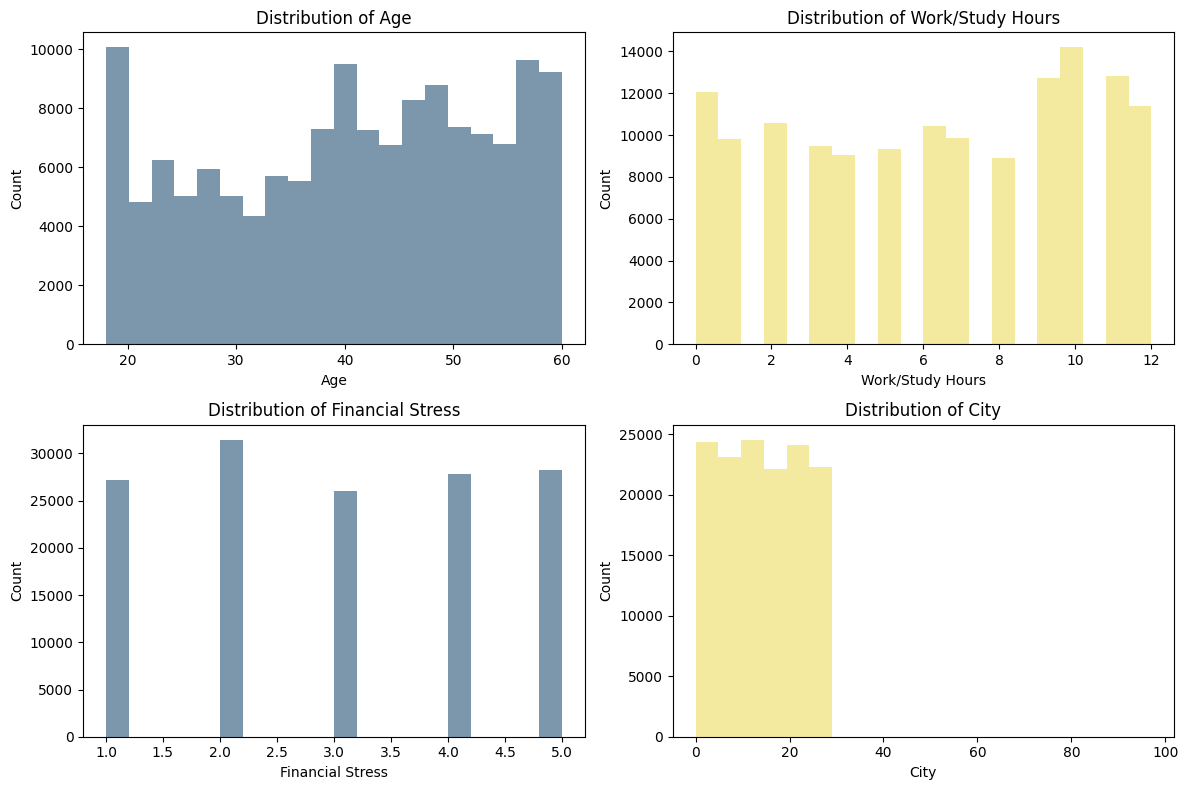 Distribution of Age
10000
8000
6000
4000
2000
0
Count
20 30 40 50 60
Age
Distribution of Work/Study Hours
14000
12000
10000
8000
6000
4000
2000
0
Count
0 2 4 6 8 10 12
Work/Study Hours
Distribution of Financial Stress
30000
25000
20000
15000
10000
5000
0
Count
1.0 1.5 2.0 2.5 3.0 3.5 4.0 4.5 5.0
Financial Stress
Distribution of City
25000
20000
15000
10000
5000
0
Count
0 20 40 60 80 100
City